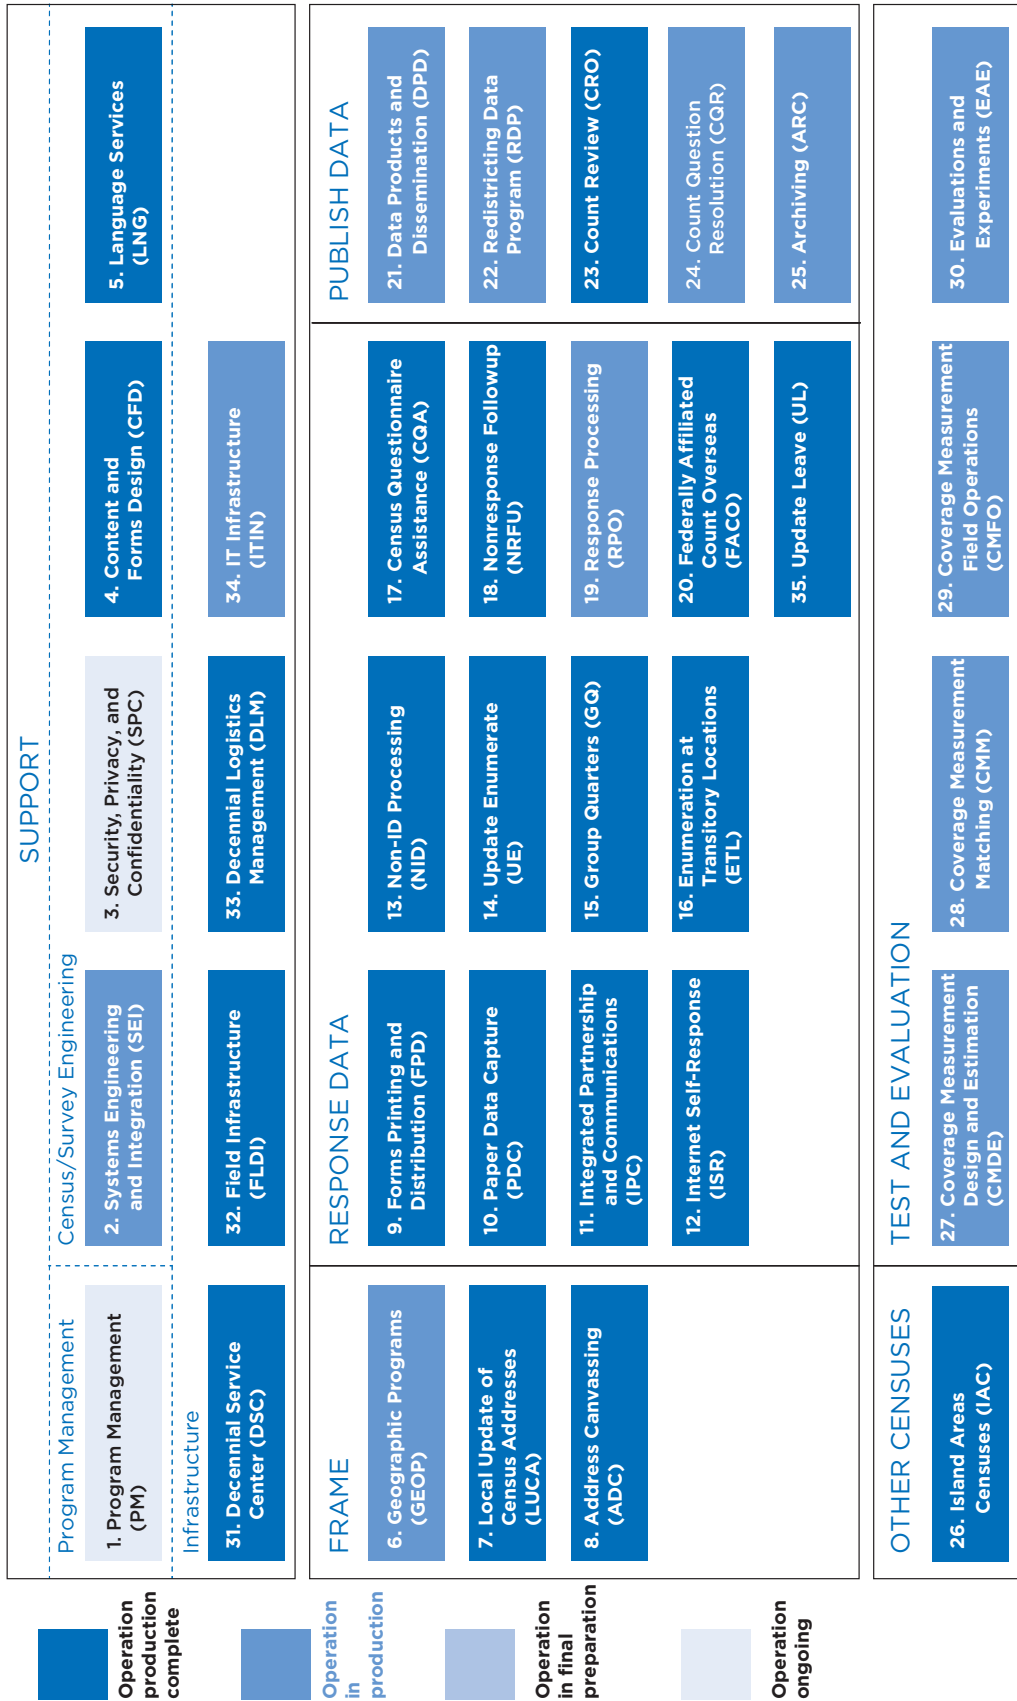 SUPPORT
Program Management
1. Program Management
(PM)
Census/Survey Engineering
2. Systems Engineering
and Integration (SEI)
3. Security, Privacy, and
Confidentiality (SPC)
4. Content and
Forms Design (CFD)
5. Language Services
(LNG)
Infrastructure
31. Decennial Service
Center (DSC)
32. Field Infrastructure
(FLDI)
33. Decennial Logistics
Management (DLM)
34. IT Infrastructure
(ITIN)
FRAME
6. Geographic Programs
(GEOP)
7. Local Update of
Census Addresses
(LUCA)
8. Address Canvassing
(ADC)
RESPONSE DATA
9. Forms Printing and
Distribution (FPD)
10. Paper Data Capture
(PDC)
11. Integrated Partnership
and Communications
(IPC)
12. Internet Self-Response
(ISR)
13. Non-ID Processing
(NID)
14. Update Enumerate
(UE)
15. Group Quarters (GQ)
16. Enumeration at
Transitory Locations
(ETL)
17. Census Questionnaire
Assistance (CQA)
18. Nonresponse Followup
(NRFU)
19. Response Processing
(RPO)
20. Federally Affiliated
Count Overseas
(FACO)
35. Update Leave (UL)
PUBLISH DATA
21. Data Products and
Dissemination (DPD)
22. Redistricting Data
Program (RDP)
23. Count Review (CRO)
24. Count Question
Resolution (CQR)
25. Archiving (ARC)
OTHER CENSUSES
26. Island Areas
Censuses (IAC)
TEST AND EVALUATION
27. Coverage Measurement
Design and Estimation
(CMDE)
28. Coverage Measurement
Matching (CMM)
29. Coverage Measurement
Field Operations
(CMFO)
30. Evaluations and
Experiments (EAE)
Operation
production
complete
Operation
in
production
Operation
in final
preparation
Operation
ongoing